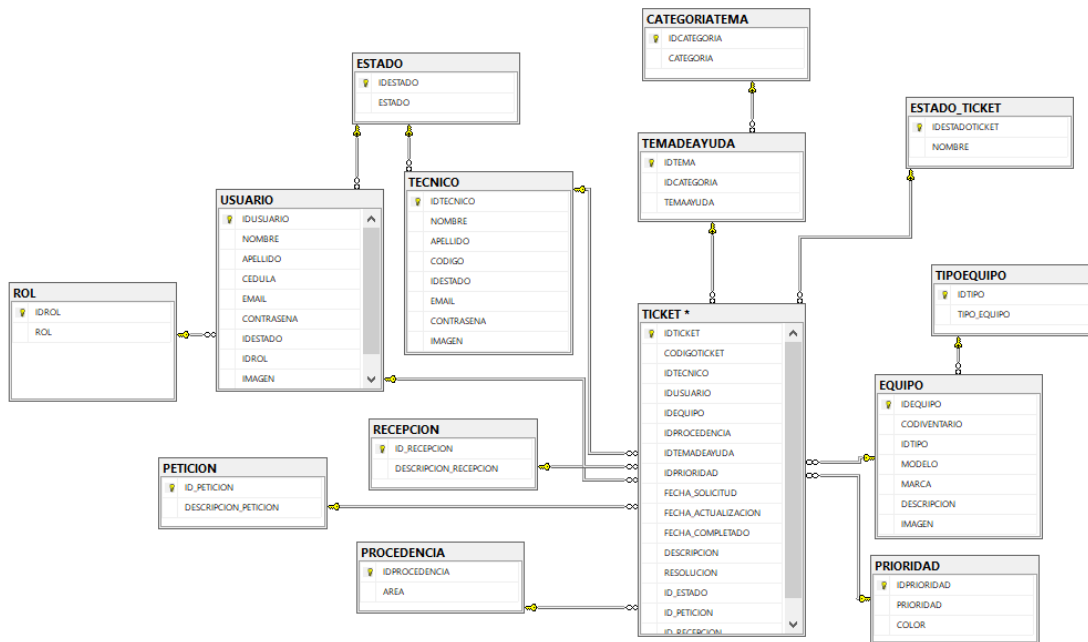 CATEGORIATEMA
IDCATEGORIA
CATEGORIA
ESTADO
IDESTADO
ESTADO
ESTADO_TICKET
IDESTADOTICKET
NOMBRE
TEMADEAYUDA
IDTEMA
IDCATEGORIA
TEMAAYUDA
TECNICO
IDTECNICO
NOMBRE
APELLIDO
CODIGO
IDESTADO
EMAIL
CONTRASENA
IMAGEN
USUARIO
IDUSUARIO
NOMBRE
APELLIDO
CEDULA
EMAIL
CONTRASENA
IDESTADO
IDROL
IMAGEN
ROL
IDROL
ROL
TIPOEQUIPO
IDTIPO
TIPO_EQUIPO
TICKET *
IDTICKET
CODIGOTICKET
IDTECNICO
IDUSUARIO
IDEQUIPO
IDPROCEDENCIA
IDTEMADEAYUDA
IDPRIORIDAD
FECHA_SOLICITUD
FECHA_ACTUALIZACION
FECHA_COMPLETADO
DESCRIPCION
RESOLUCION
ID_ESTADO
ID_PETICION
ID_RECEPCION
EQUIPO
IDEQUIPO
CODIVENTARIO
IDTIPO
MODELO
MARCA
DESCRIPCION
IMAGEN
RECEPCION
ID_RECEPCION
DESCRIPCION_RECEPCION
PETICION
ID_PETICION
DESCRIPCION_PETICION
PROCEDENCIA
IDPROCEDENCIA
AREA
PRIORIDAD
IDPRIORIDAD
PRIORIDAD
COLOR